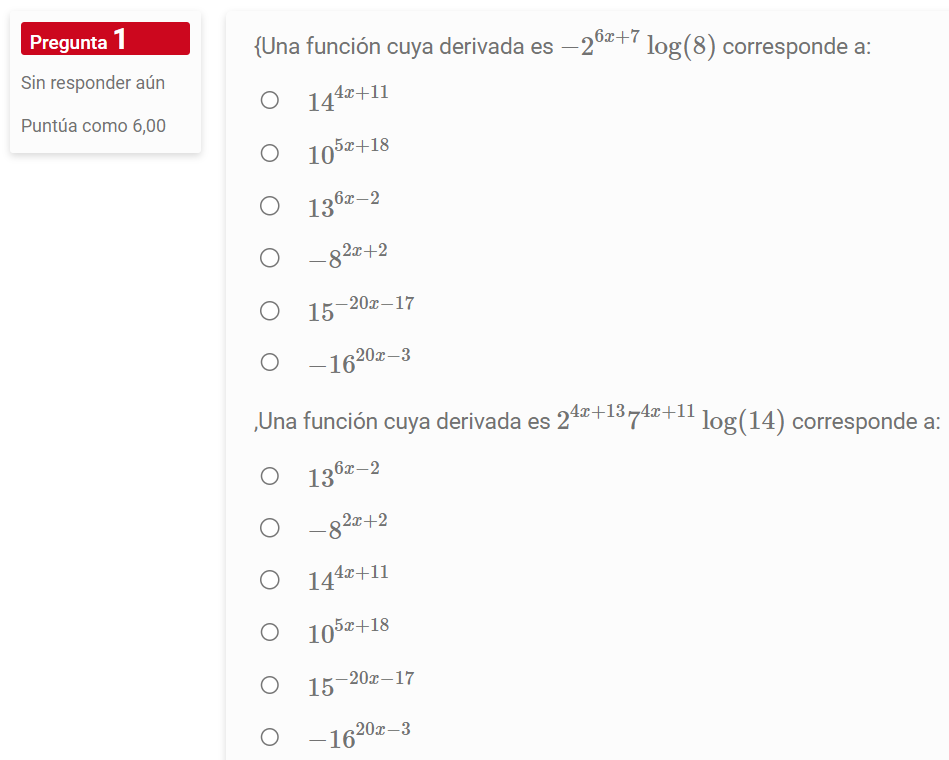 Pregunta 1
Sin responder aún
Puntúa como 6,00
{Una función cuya derivada es $-2^{6x+7}\log(8)$ corresponde a:
$14^{4x+11}$
$10^{5x+18}$
$13^{6x-2}$
$-8^{2x+2}$
$15^{-20x-17}$
$-16^{20x-3}$
,Una función cuya derivada es $2^{4x+13}7^{4x+11}\log(14)$ corresponde a:
$13^{6x-2}$
$-8^{2x+2}$
$14^{4x+11}$
$10^{5x+18}$
$15^{-20x-17}$
$-16^{20x-3}$